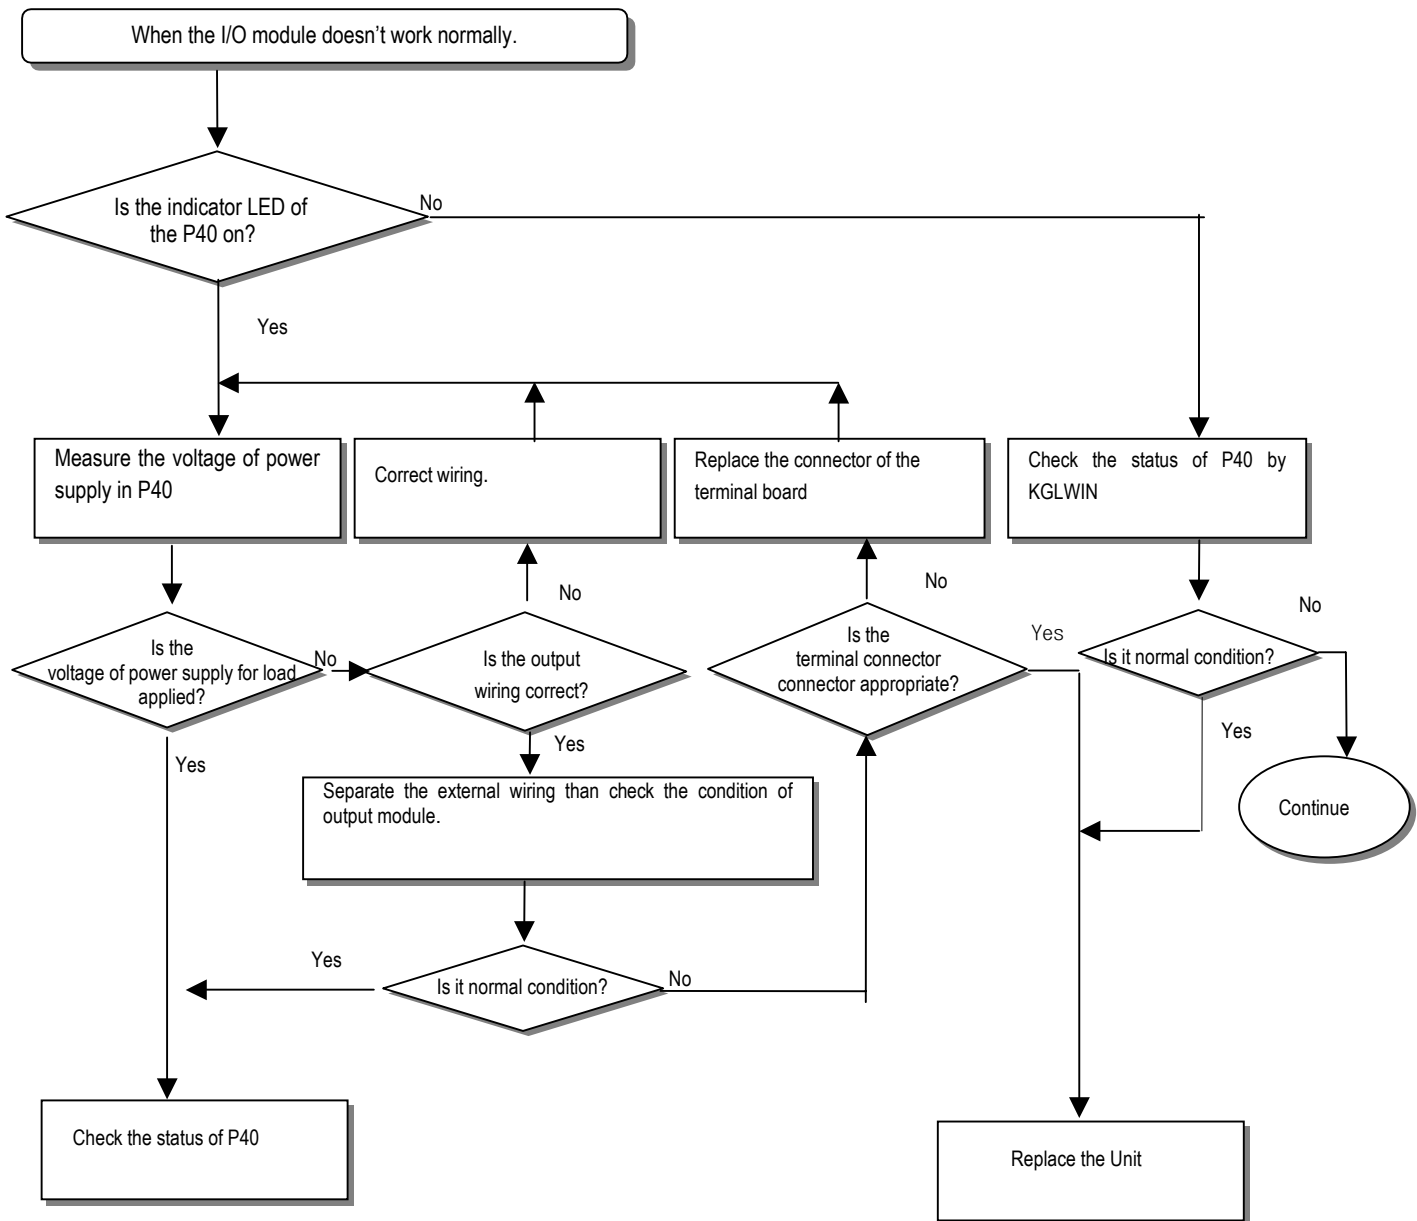 When the I/O module doesn't work normally.
Is the indicator LED of
the P40 on?
No
Yes
Measure the voltage of power
supply in P40
Correct wiring.
Replace the connector of the
terminal board
Check the status of P40 by
KGLWIN
No
No
No
Is the
voltage of power supply for load
applied?
No
Is the output
wiring correct?
Is the
terminal connector
connector appropriate?
Yes
Is it normal condition?
Yes
Yes
Yes
Separate the external wiring than check the condition of
output module.
Continue
Yes
Is it normal condition?
No
Check the status of P40
Replace the Unit